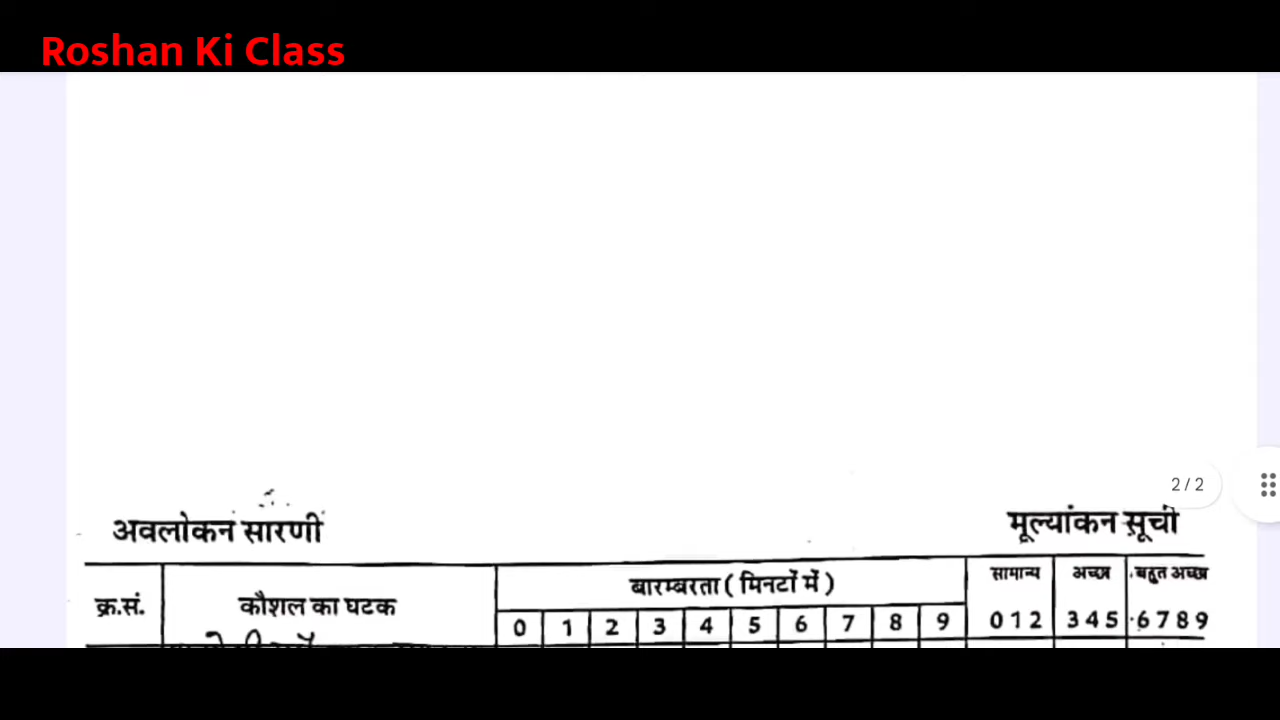 Roshan Ki Class
2 / 2
अवलोकन सारणी
मूल्यांकन सूची
क्र.सं.
कौशल का घटक
बारम्बरता ( मिनटों में )
0 1 2 3 4 5 6 7 8 9
सामान्य
0 1 2
अच्छा
3 4 5
बहुत अच्छा
6 7 8 9